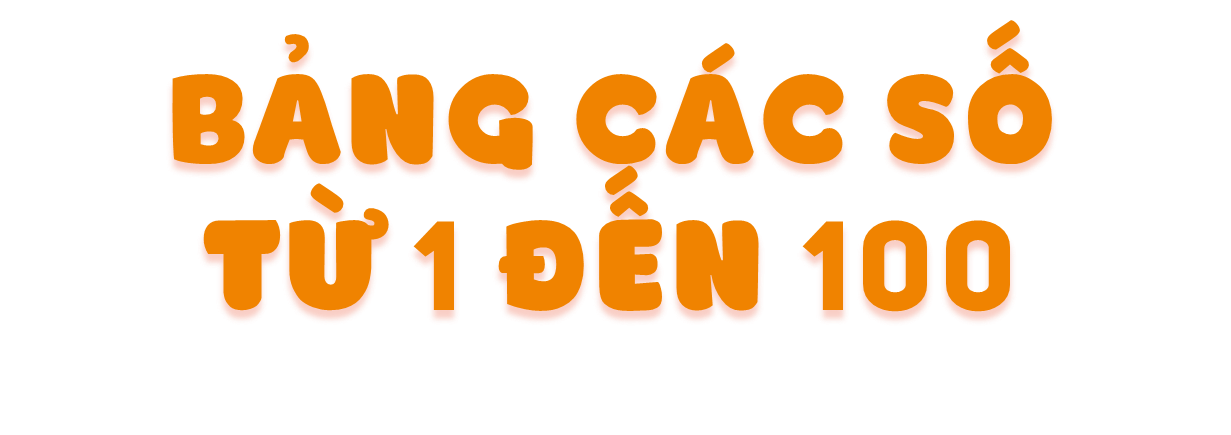 BẢNG CÁC SỐ
TỪ 1 ĐẾN 100